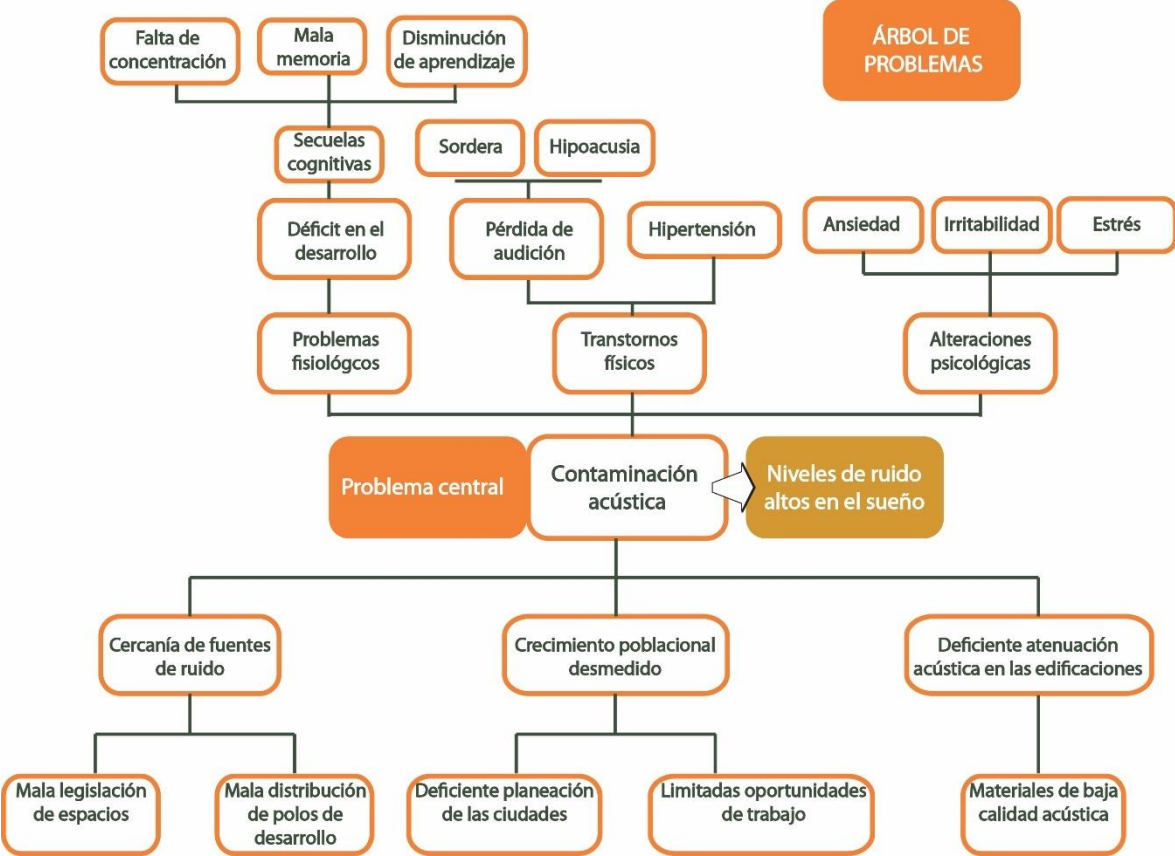 ÁRBOL DE
PROBLEMAS
Falta de
concentración
Mala
memoria
Disminución
de aprendizaje
Secuelas
cognitivas
Sordera
Hipoacusia
Déficit en el
desarrollo
Pérdida de
audición
Hipertensión
Ansiedad
Irritabilidad
Estrés
Problemas
fisiológcos
Transtornos
físicos
Alteraciones
psicológicas
Problema central
Contaminación
acústica
Niveles de ruido
altos en el sueño
Cercanía de fuentes
de ruido
Crecimiento poblacional
desmedido
Deficiente atenuación
acústica en las edificaciones
Mala legislación
de espacios
Mala distribución
de polos de
desarrollo
Deficiente planeación
de las ciudades
Limitadas oportunidades
de trabajo
Materiales de baja
calidad acústica